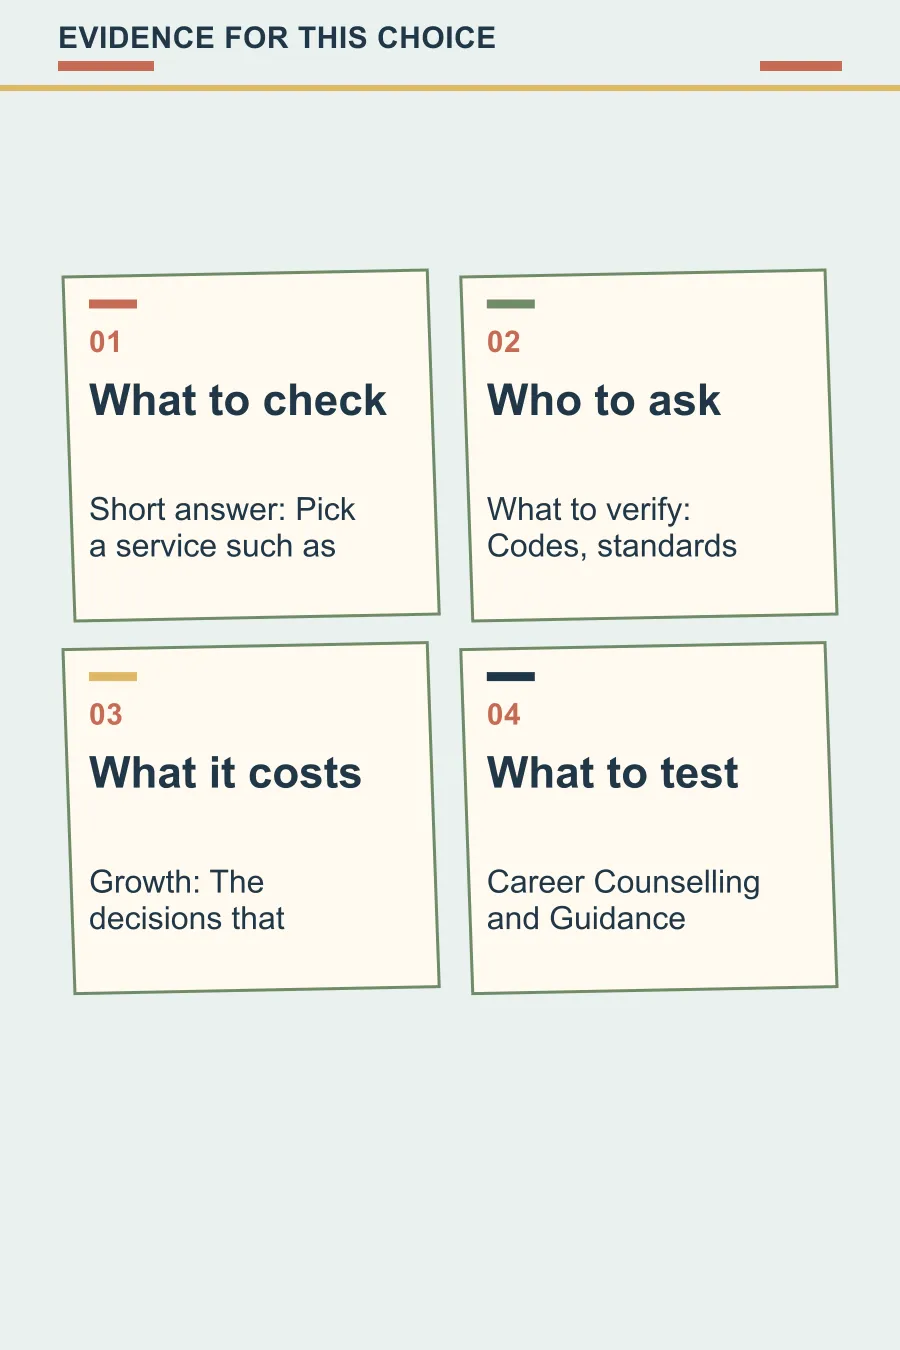 EVIDENCE FOR THIS CHOICE
01
What to check
Short answer: Pick
a service such as
02
Who to ask
What to verify:
Codes, standards
03
What it costs
Growth: The
decisions that
04
What to test
Career Counselling
and Guidance